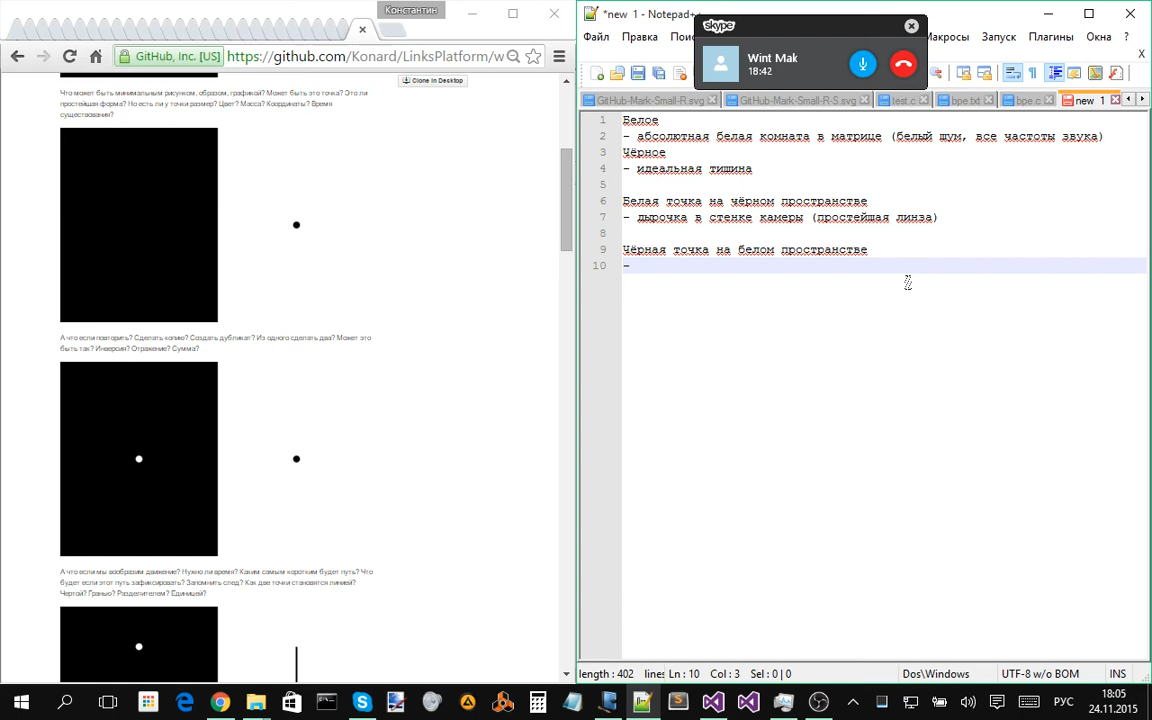 Константин
GitHub, Inc. [US]
https://github.com/Konard/LinksPlatform/w
Clone in Desktop
Что может быть минимальным рисунком, образом, графикой? Может быть это точка? Это ли
простейшая форма? Но есть ли у точки размер? Цвет? Масса? Координаты? Время
существования?
А что если повторить? Сделать копию? Создать дубликат? Из одного сделать два? Может это
быть так? Инверсия? Отражение? Сумма?
А что если мы вообразим движение? Нужно ли время? Каким самым коротким будет путь? Что
будет если этот путь зафиксировать? Запомнить след? Как две точки становятся линией?
Чертой? Гранью? Разделителем? Единицей?
*new 1 - Notepad++
Файл Правка Поис Макросы Запуск Плагины Окна ?
X
skype
Wint Mak
18:42
GitHub-Mark-Small-R.svg GitHub-Mark-Small-R-S.svg test.c bpe.txt bpe.c new 1
1 Белое
2 - абсолютная белая комната в матрице (белый шум, все частоты звука)
3 Чёрное
4 - идеальная тишина
5
6 Белая точка на чёрном пространстве
7 - дырочка в стенке камеры (простейшая линза)
8
9 Чёрная точка на белом пространстве
10 -
length : 402 lines Ln : 10 Col : 3 Sel : 0 | 0 Dos\Windows UTF-8 w/o BOM INS
РУС
18:05
24.11.2015